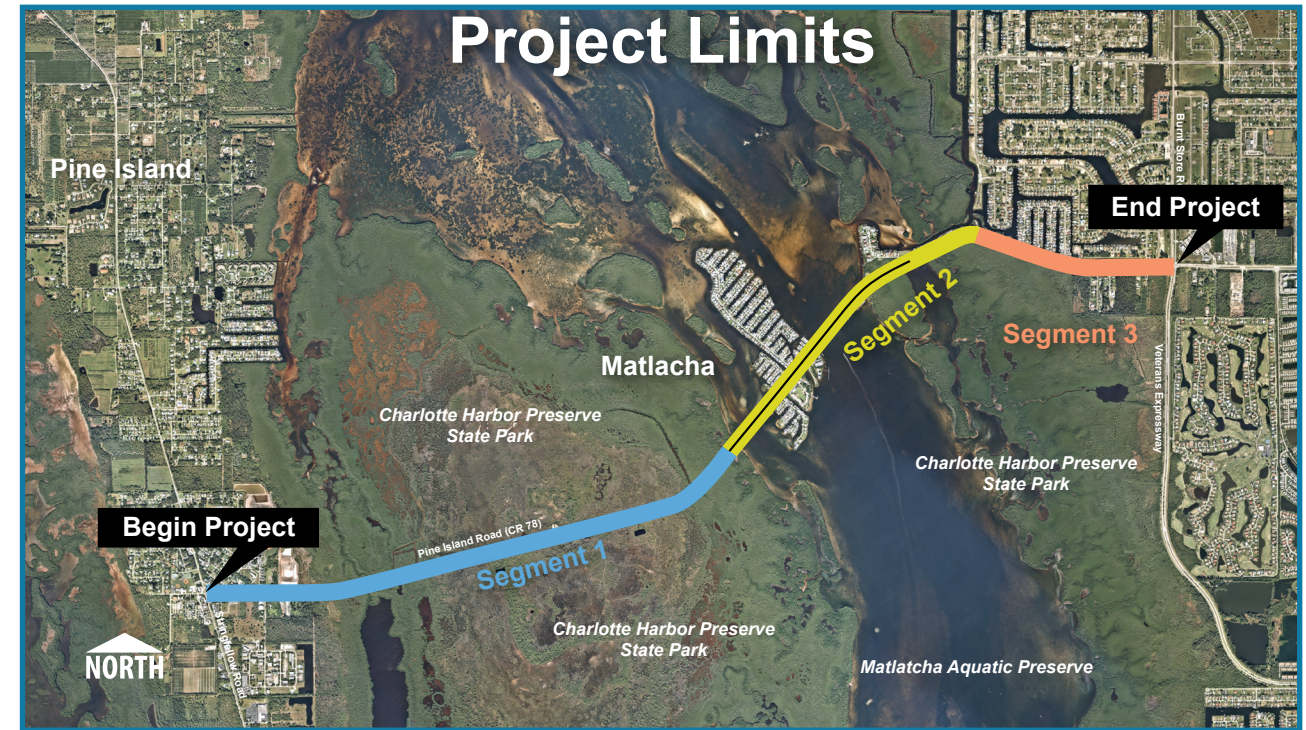 Project Limits
Pine Island
Burnt Store R
End Project
Segment 2
Segment 3
Matlacha
Veterans Expressway
Charlotte Harbor Preserve
State Park
Charlotte Harbor Preserve
State Park
Begin Project
Pine Island Road (CR 78)
Segment 1
Charlotte Harbor Preserve
State Park
Stringfellow Road
NORTH
Matlatcha Aquatic Preserve